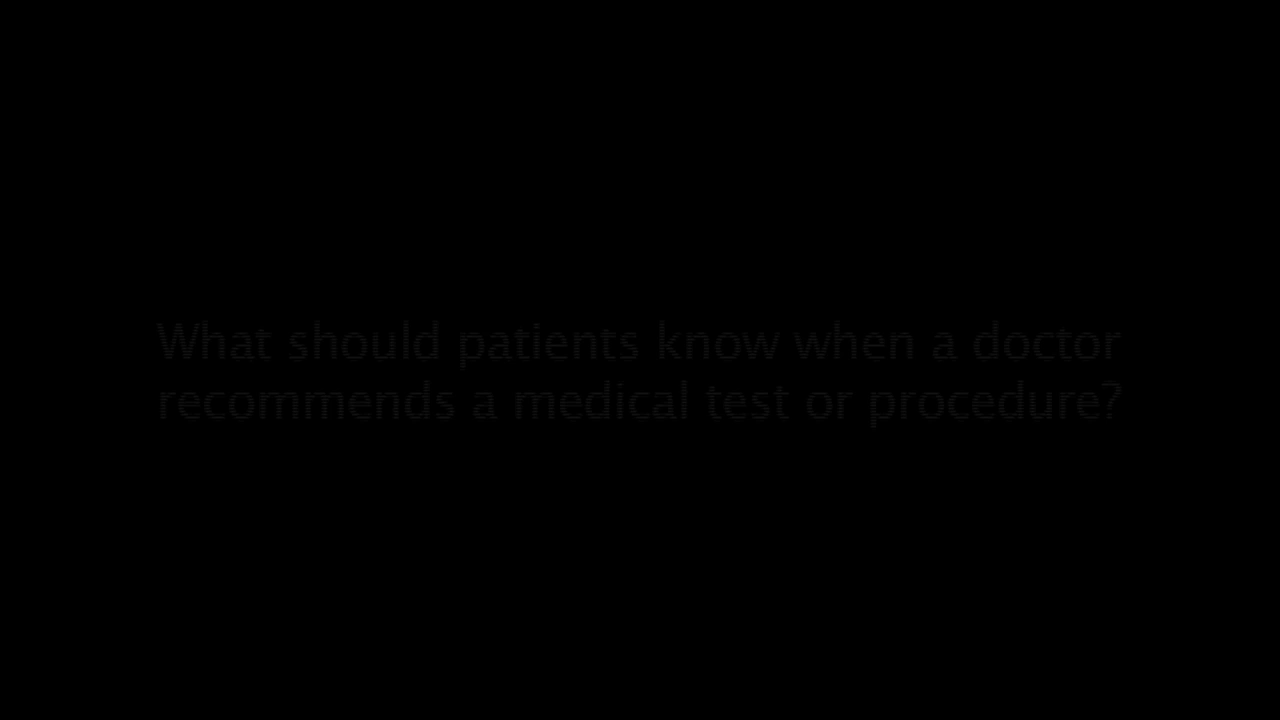 What should patients know when a doctor
recommends a medical test or procedure?